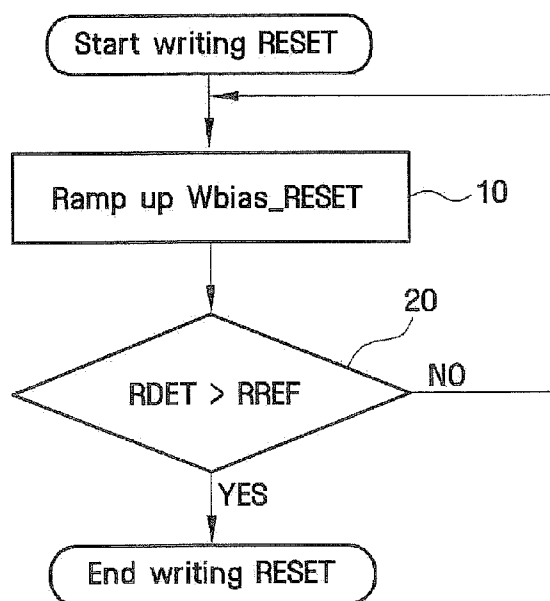 Start writing RESET
Ramp up Wbias_RESET
10
20
RDET > RREF
NO
YES
End writing RESET